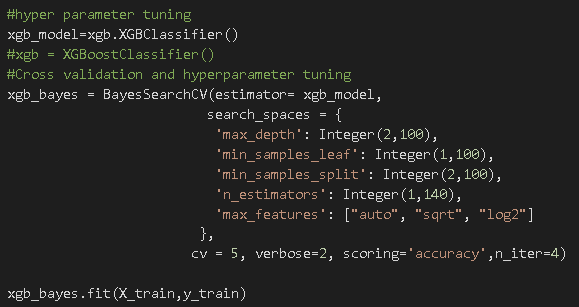 #hyper parameter tuning
xgb_model=xgb.XGBClassifier()
#xgb = XGBoostClassifier()
#Cross validation and hyperparameter tuning
xgb_bayes = BayesSearchCV(estimator= xgb_model,
search_spaces = {
'max_depth': Integer(2,100),
'min_samples_leaf': Integer(1,100),
'min_samples_split': Integer(2,100),
'n_estimators': Integer(1,140),
'max_features': ["auto", "sqrt", "log2"]
},
cv = 5, verbose=2, scoring='accuracy',n_iter=4)
xgb_bayes.fit(X_train,y_train)